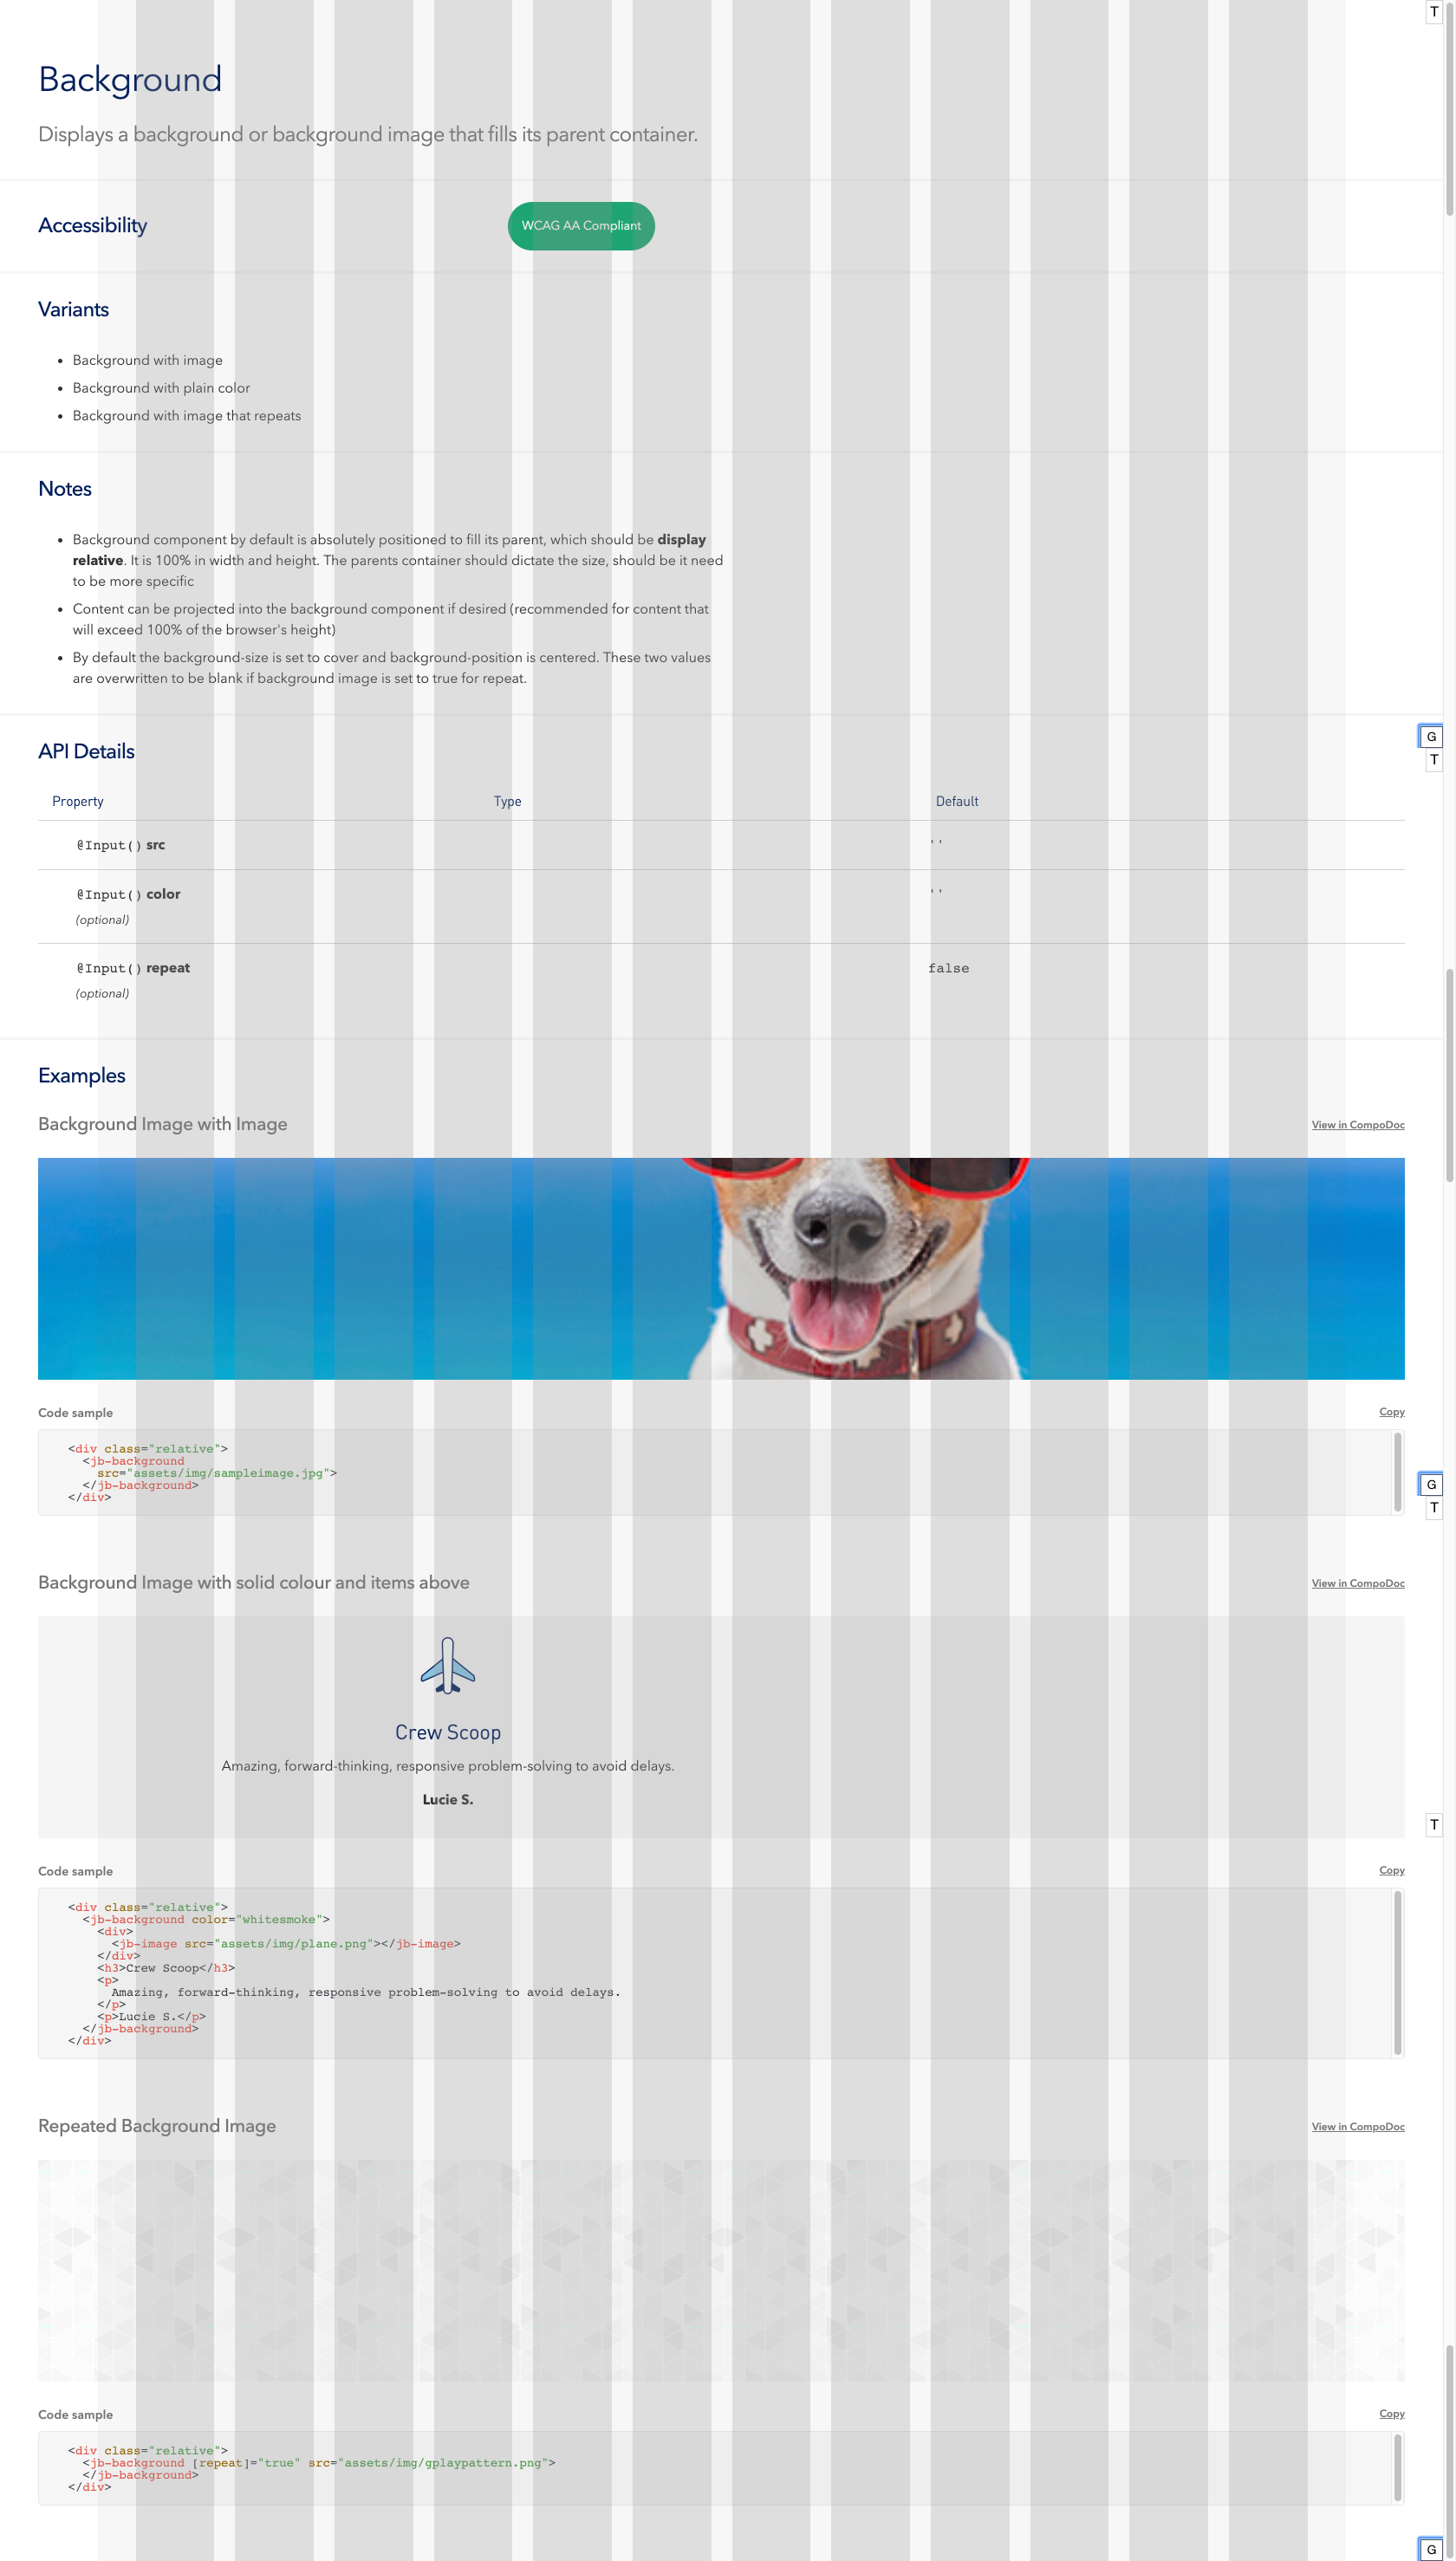 T
Background
Displays a background or background image that fills its parent container.
Accessibility
WCAG AA Compliant
Variants
• Background with image
• Background with plain color
• Background with image that repeats
Notes
• Background component by default is absolutely positioned to fill its parent, which should be display
relative. It is 100% in width and height. The parents container should dictate the size, should be it need
to be more specific
• Content can be projected into the background component if desired (recommended for content that
will exceed 100% of the browser's height)
• By default the background-size is set to cover and background-position is centered. These two values
are overwritten to be blank if background image is set to true for repeat.
G
API Details
T
Property Type Default
@Input() src ''
@Input() color ''
(optional)
@Input() repeat false
(optional)
Examples
Background Image with Image View in CompoDoc
Code sample Copy
<div class="relative">
<jb-background
src="assets/img/sampleimage.jpg">
</jb-background>
</div>
G
T
Background Image with solid colour and items above View in CompoDoc
Crew Scoop
Amazing, forward-thinking, responsive problem-solving to avoid delays.
Lucie S.
T
Code sample Copy
<div class="relative">
<jb-background color="whitesmoke">
<div>
<jb-image src="assets/img/plane.png"></jb-image>
</div>
<h3>Crew Scoop</h3>
<p>
Amazing, forward-thinking, responsive problem-solving to avoid delays.
</p>
<p>Lucie S.</p>
</jb-background>
</div>
Repeated Background Image View in CompoDoc
Code sample Copy
<div class="relative">
<jb-background [repeat]="true" src="assets/img/gplaypattern.png">
</jb-background>
</div>
G